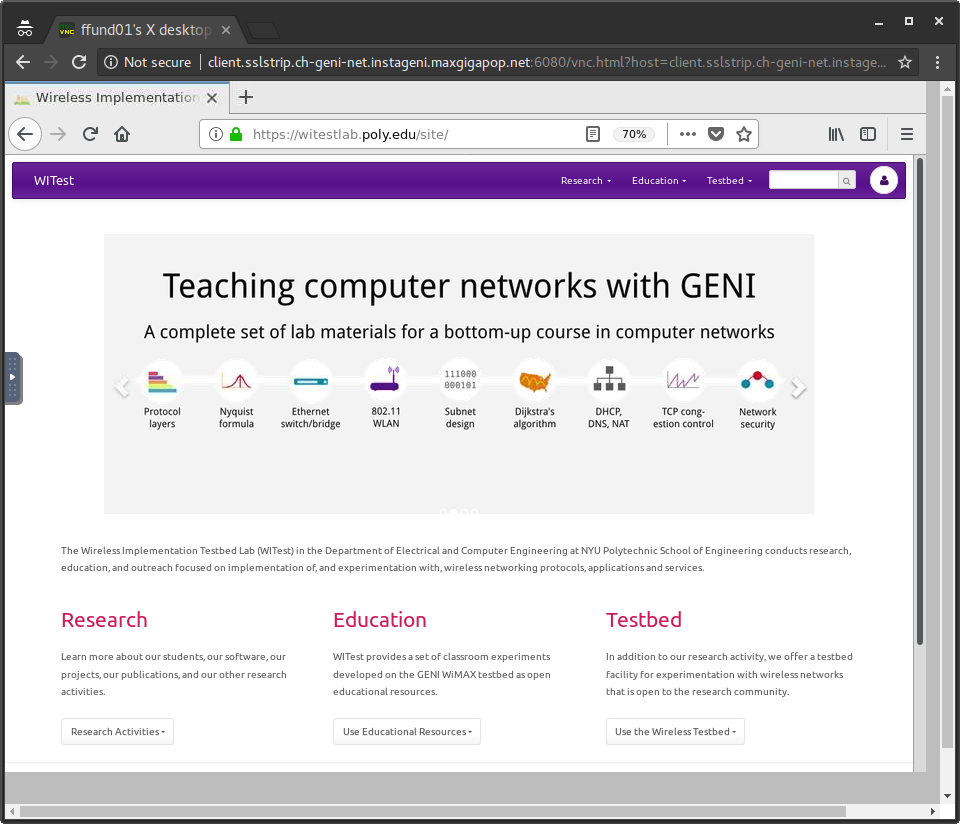 ffund01's X desktop
Not secure
client.sslstrip.ch-geni-net.instageni.maxgigapop.net:6080/vnc.html?host=client.sslstrip.ch-geni-net.instage...
Wireless Implementation
https://witestlab.poly.edu/site/
70%
WITest
Research
Education
Testbed
Teaching computer networks with GENI
A complete set of lab materials for a bottom-up course in computer networks
111000
000101
Protocol
layers
Nyquist
formula
Ethernet
switch/bridge
802.11
WLAN
Subnet
design
Dijkstra's
algorithm
DHCP,
DNS, NAT
TCP cong-
estion control
Network
security
The Wireless Implementation Testbed Lab (WITest) in the Department of Electrical and Computer Engineering at NYU Polytechnic School of Engineering conducts research,
education, and outreach focused on implementation of, and experimentation with, wireless networking protocols, applications and services.
Research
Learn more about our students, our software, our
projects, our publications, and our other research
activities.
Research Activities
Education
WITest provides a set of classroom experiments
developed on the GENI WiMAX testbed as open
educational resources.
Use Educational Resources
Testbed
In addition to our research activity, we offer a testbed
facility for experimentation with wireless networks
that is open to the research community.
Use the Wireless Testbed